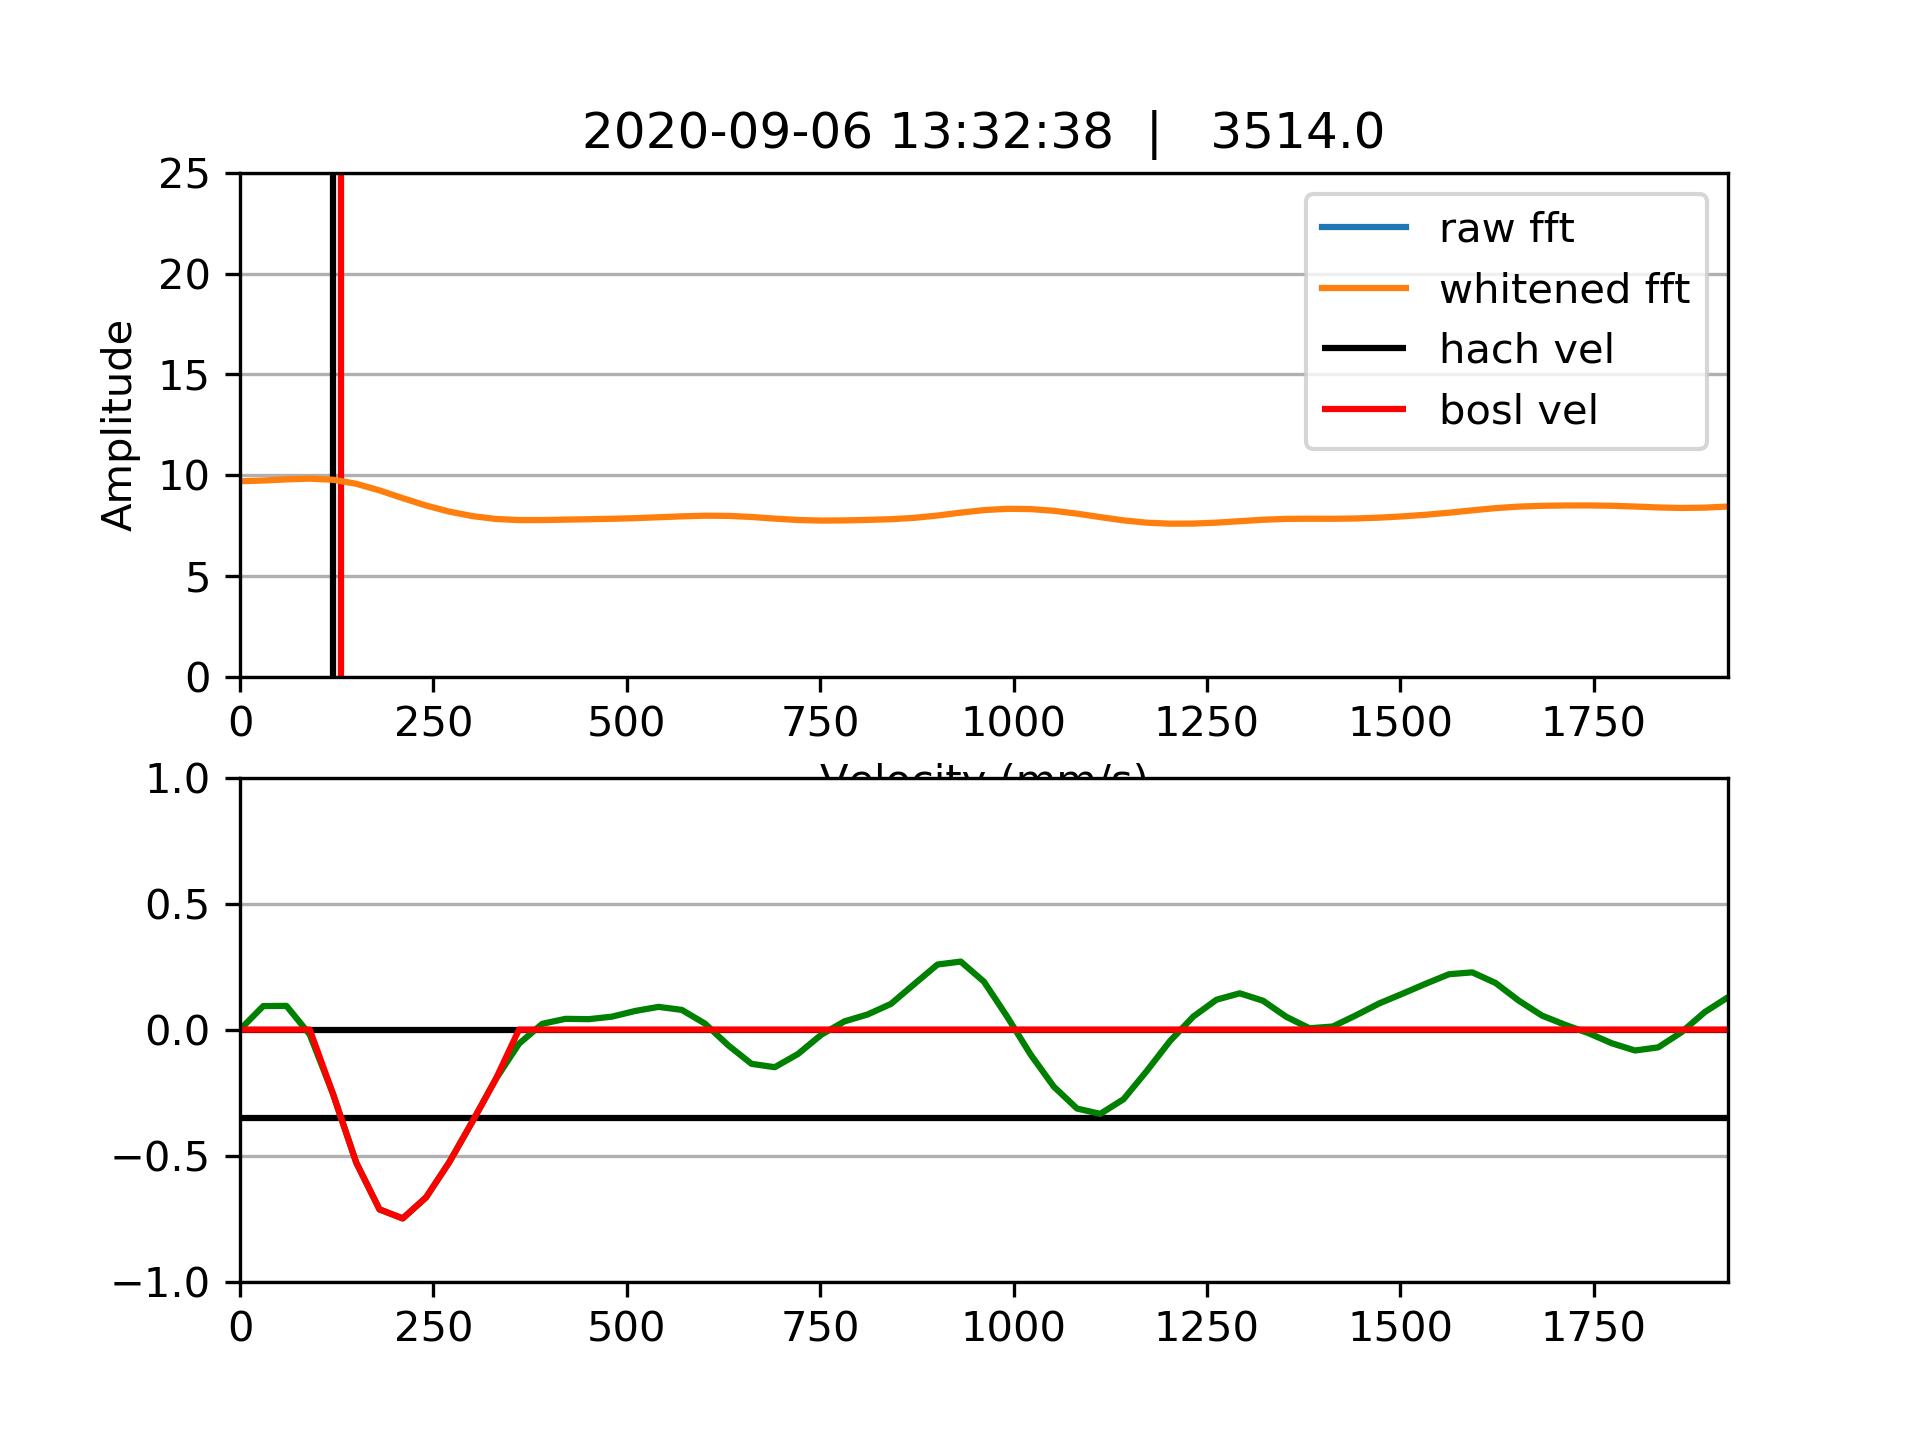 2020-09-06 13:32:38 | 3514.0
25
20
15
10
5
0
Amplitude
raw fft
whitened fft
hach vel
bosl vel
0 250 500 750 1000 1250 1500 1750
Velocity (mm/s)
1.0
0.5
0.0
−0.5
−1.0
0 250 500 750 1000 1250 1500 1750